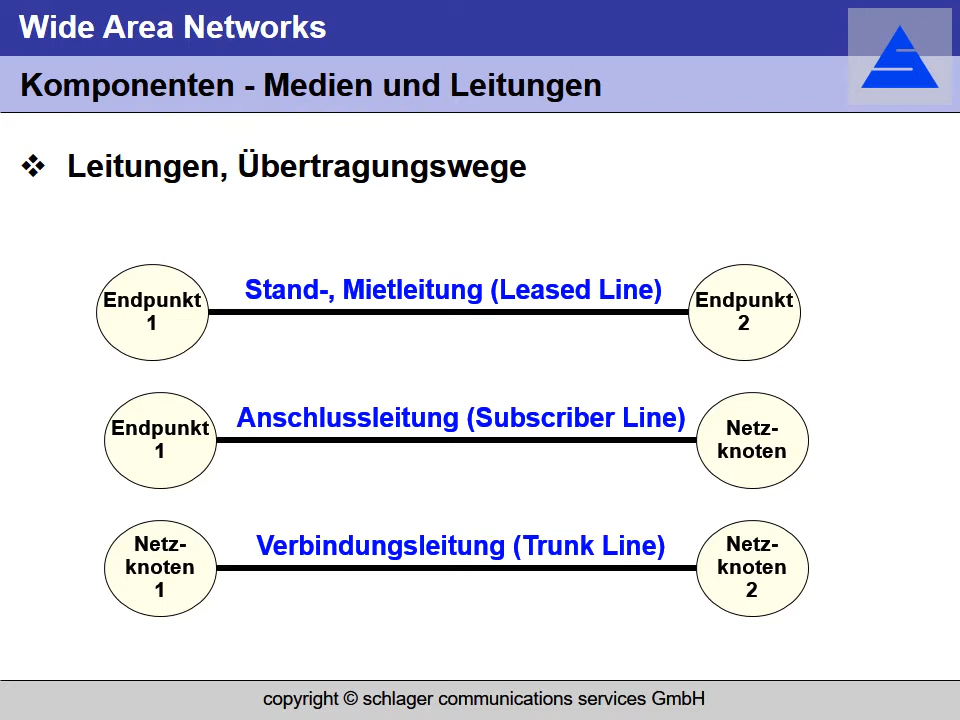 Wide Area Networks
Komponenten - Medien und Leitungen
❖ Leitungen, Übertragungswege
Endpunkt
1
Stand-, Mietleitung (Leased Line)
Endpunkt
2
Endpunkt
1
Anschlussleitung (Subscriber Line)
Netz-
knoten
Netz-
knoten
1
Verbindungsleitung (Trunk Line)
Netz-
knoten
2
copyright © schlager communications services GmbH